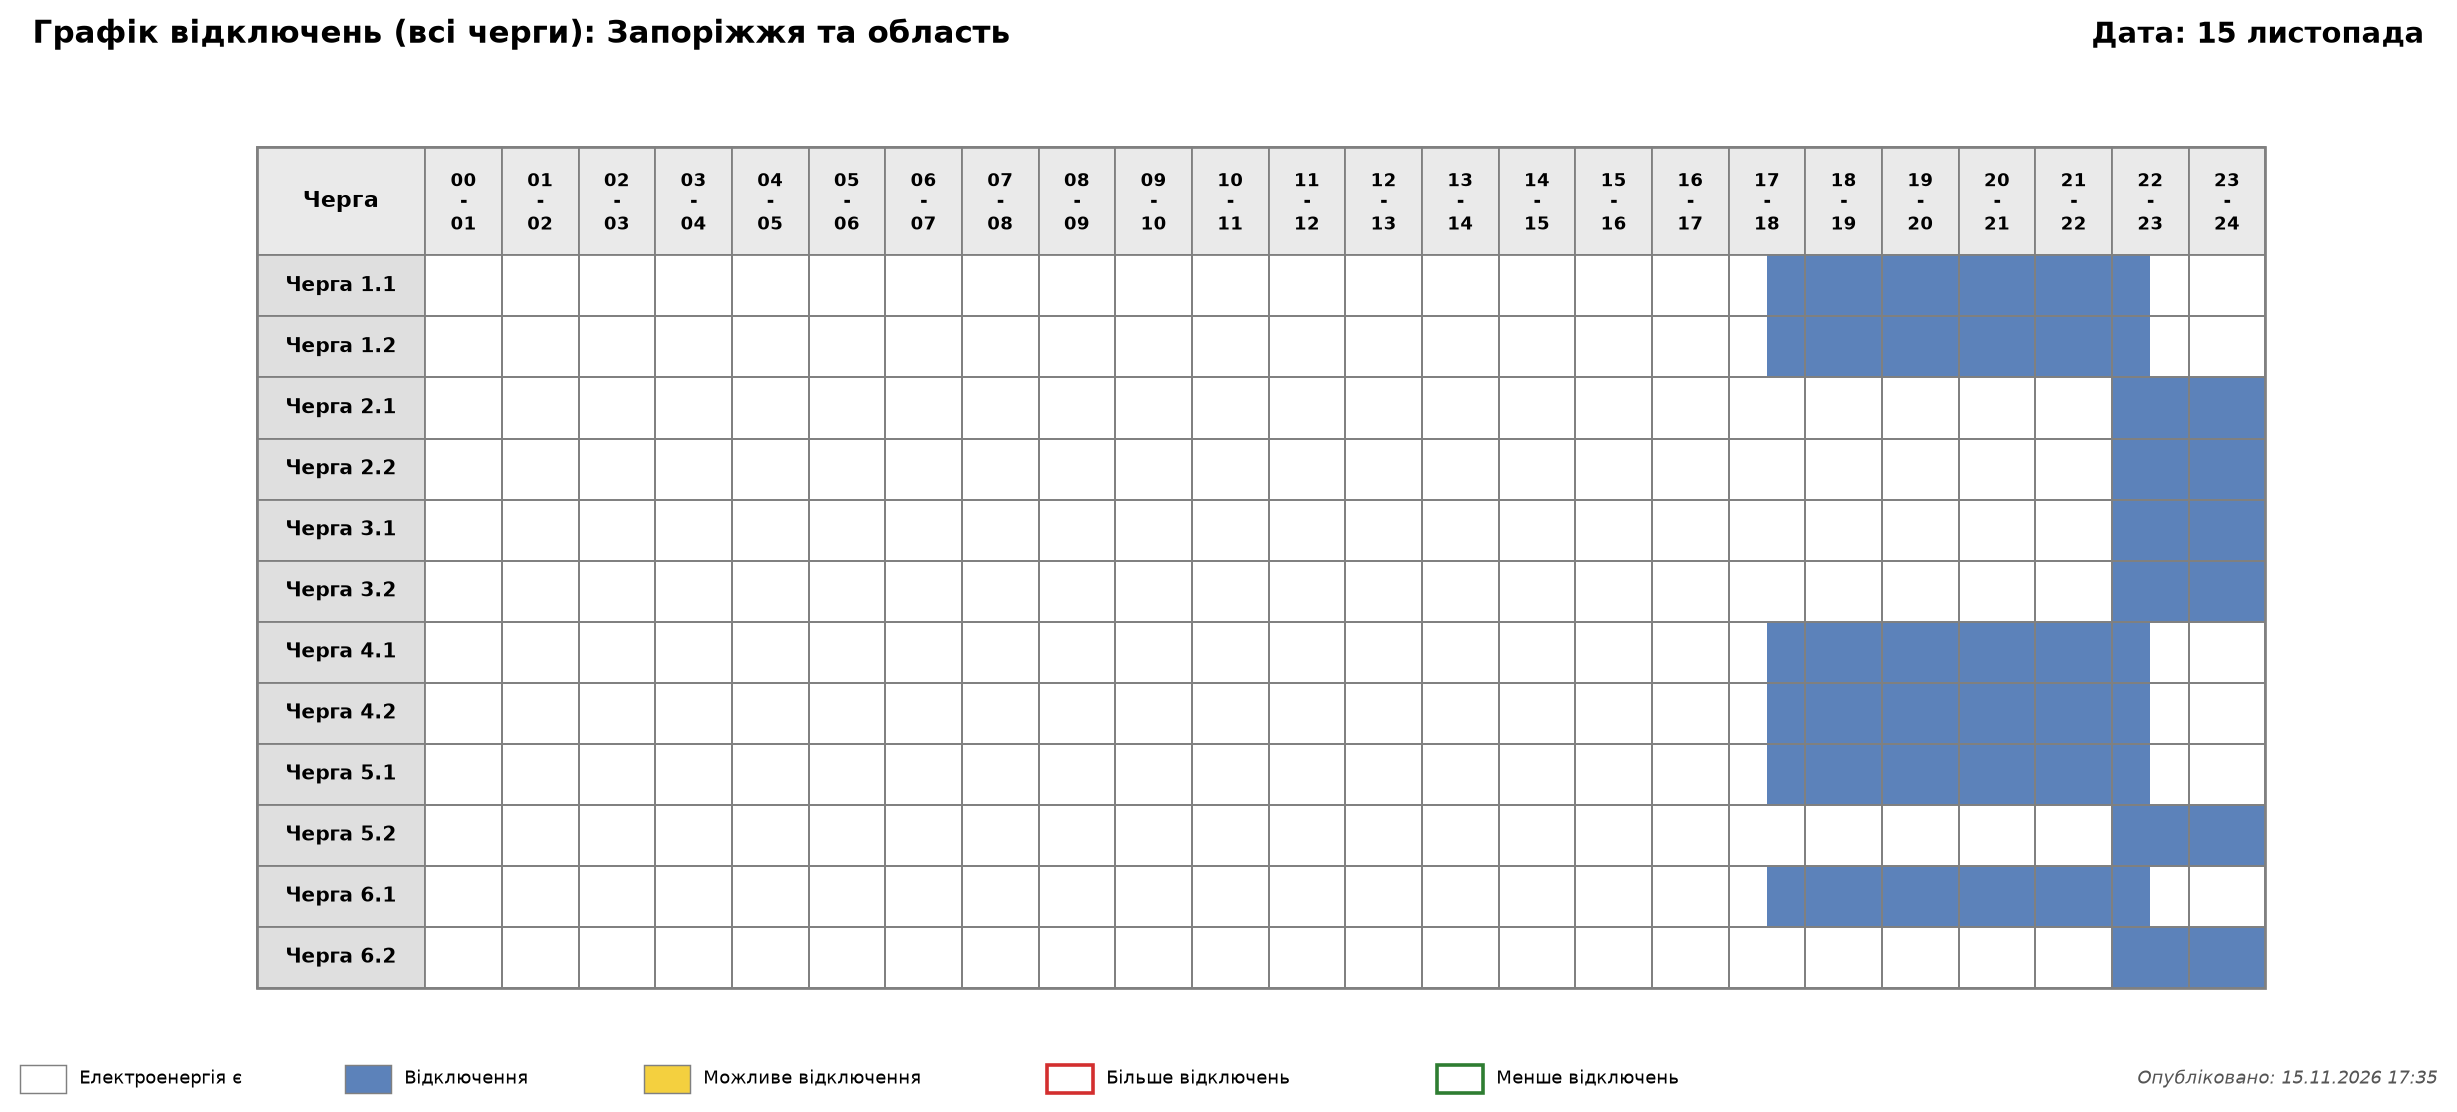 Графік відключень (всі черги): Запоріжжя та область
Дата: 15 листопада
Черга
00 - 01
01 - 02
02 - 03
03 - 04
04 - 05
05 - 06
06 - 07
07 - 08
08 - 09
09 - 10
10 - 11
11 - 12
12 - 13
13 - 14
14 - 15
15 - 16
16 - 17
17 - 18
18 - 19
19 - 20
20 - 21
21 - 22
22 - 23
23 - 24
Черга 1.1
Черга 1.2
Черга 2.1
Черга 2.2
Черга 3.1
Черга 3.2
Черга 4.1
Черга 4.2
Черга 5.1
Черга 5.2
Черга 6.1
Черга 6.2
Електроенергія є
Відключення
Можливе відключення
Більше відключень
Менше відключень
Опубліковано: 15.11.2026 17:35